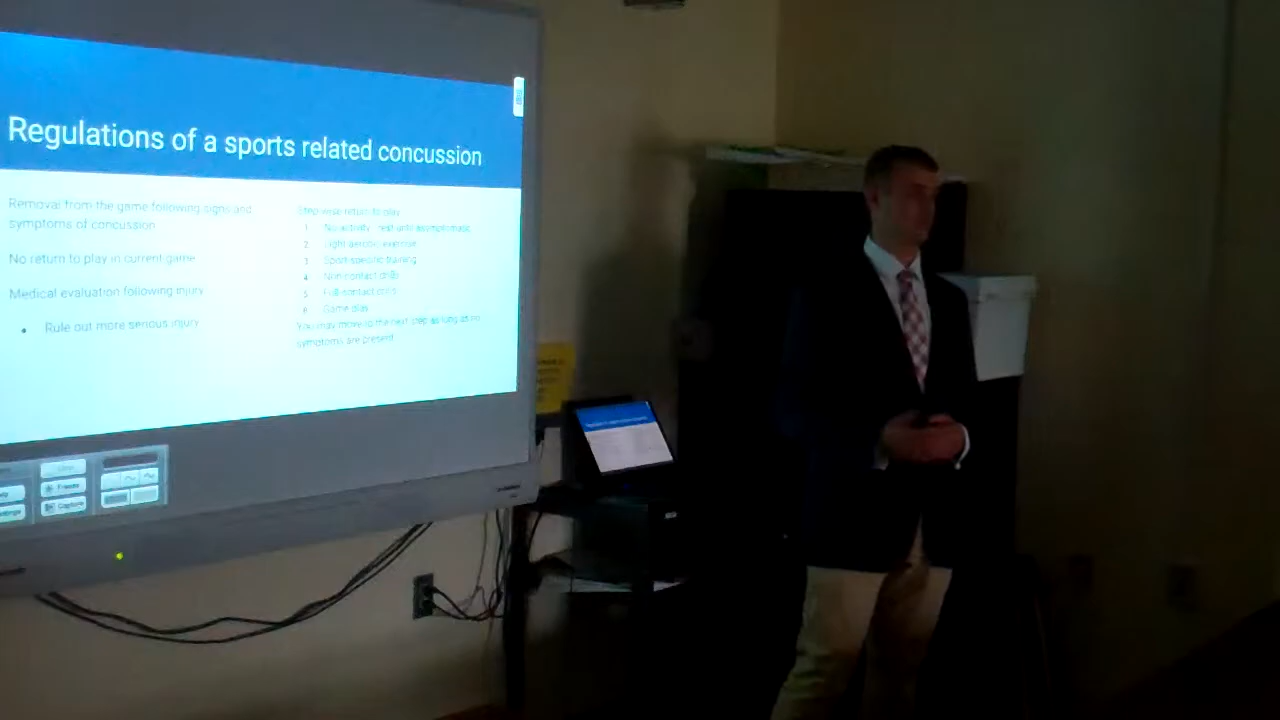 Regulations of a sports related concussion
Removal from the game following signs and
symptoms of concussion
No return to play in current game
Medical evaluation following injury
• Rule out more serious injury
Step wise return to play
1. No activity, rest until asymptomatic
2. Light aerobic exercise
3. Sport-specific training
4. Non contact drills
5. Full contact drills
6. Game play
You may move to the next step as long as no
symptoms are present
Freeze
Capture